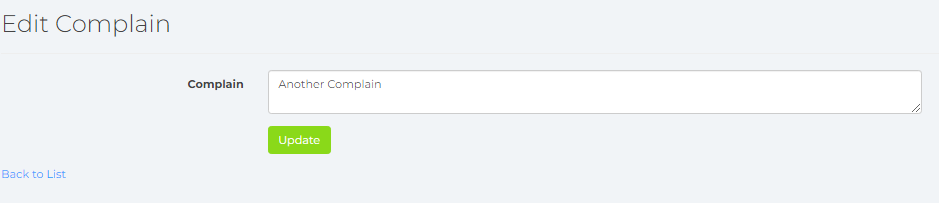 Edit Complain
Complain
Another Complain
Update
Back to List